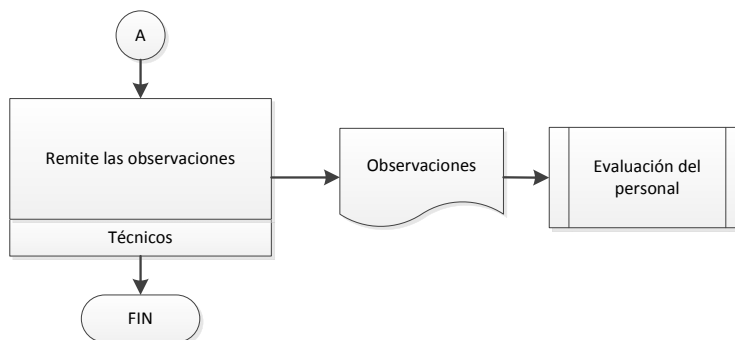 A
Remite las observaciones
Técnicos
Observaciones
Evaluación del
personal
FIN